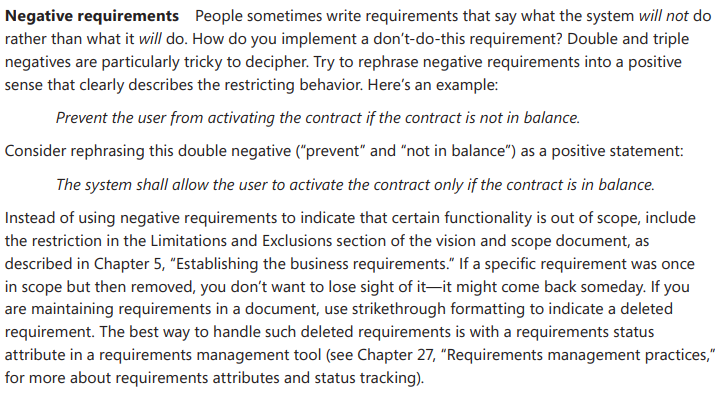 Negative requirements People sometimes write requirements that say what the system will not do
rather than what it will do. How do you implement a don’t-do-this requirement? Double and triple
negatives are particularly tricky to decipher. Try to rephrase negative requirements into a positive
sense that clearly describes the restricting behavior. Here’s an example:
Prevent the user from activating the contract if the contract is not in balance.
Consider rephrasing this double negative (“prevent” and “not in balance”) as a positive statement:
The system shall allow the user to activate the contract only if the contract is in balance.
Instead of using negative requirements to indicate that certain functionality is out of scope, include
the restriction in the Limitations and Exclusions section of the vision and scope document, as
described in Chapter 5, “Establishing the business requirements.” If a specific requirement was once
in scope but then removed, you don’t want to lose sight of it—it might come back someday. If you
are maintaining requirements in a document, use strikethrough formatting to indicate a deleted
requirement. The best way to handle such deleted requirements is with a requirements status
attribute in a requirements management tool (see Chapter 27, “Requirements management practices,”
for more about requirements attributes and status tracking).